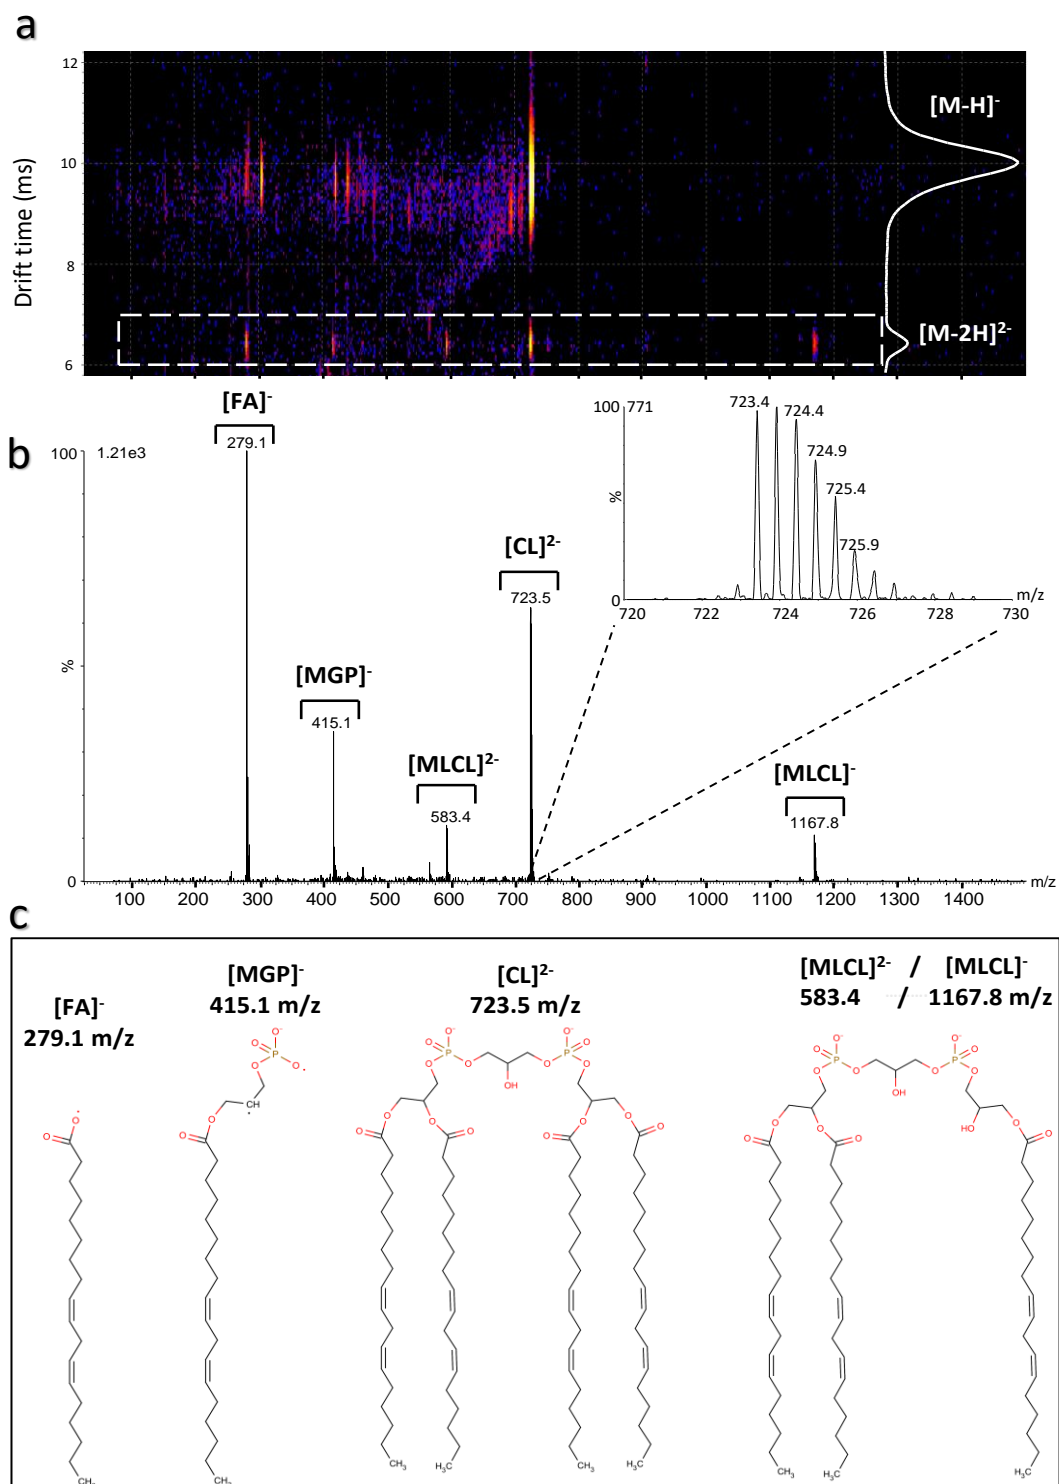 a
12
10
8
6
Drift time (ms)
[M-H]-
[M-2H]2-
b
100
1.21e3
%
0
[FA]-
279.1
[MGP]-
415.1
[MLCL]2-
583.4
[CL]2-
723.5
[MLCL]-
1167.8
100 200 300 400 500 600 700 800 900 1000 1100 1200 1300 1400
m/z
100 771
%
0
723.4
724.4
724.9
725.4
725.9
720 722 724 726 728 730
m/z
c
[FA]-
279.1 m/z
[MGP]-
415.1 m/z
[CL]2-
723.5 m/z
[MLCL]2- / [MLCL]-
583.4 / 1167.8 m/z
O-
O P O
O
O
O
CH
O
O
O
CH3
CH3
O- O-
O P O O P O
O OH O
O O O O
O O O O
CH3 H3C CH3 H3C
O- O-
O P O O P O
O OH O
O O HO O
O O O
CH3 H3C H3C